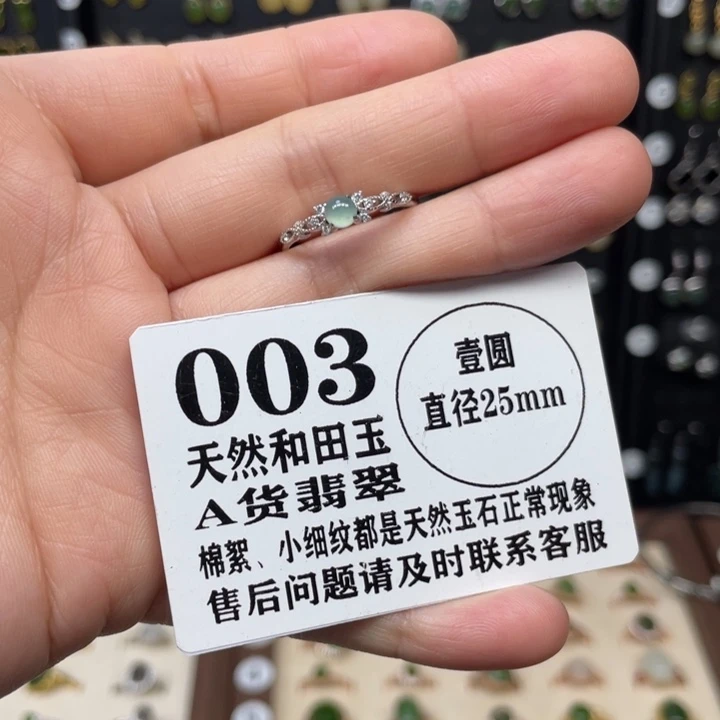 003
壹圆
直径25mm
天然和田玉
A货翡翠
棉絮、小细纹都是天然玉石正常现象
售后问题请及时联系客服